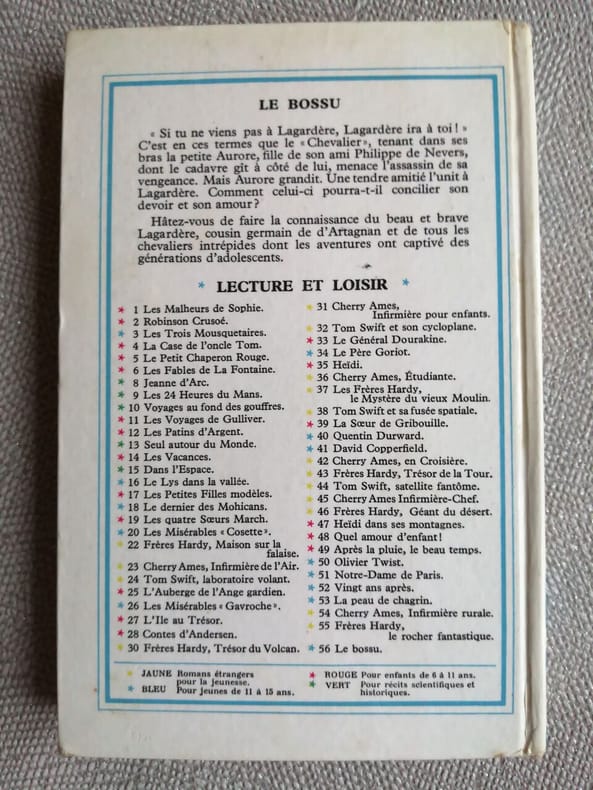 LE BOSSU
« Si tu ne viens pas à Lagardère, Lagardère ira à toi ! »
C'est en ces termes que le « Chevalier », tenant dans ses
bras la petite Aurore, fille de son ami Philippe de Nevers,
dont le cadavre gît à côté de lui, menace l'assassin de sa
vengeance. Mais Aurore grandit. Une tendre amitié l'unit à
Lagardère. Comment celui-ci pourra-t-il concilier son
devoir et son amour ?
Hâtez-vous de faire la connaissance du beau et brave
Lagardère, cousin germain de d'Artagnan et de tous les
chevaliers intrépides dont les aventures ont captivé des
générations d'adolescents.
* LECTURE ET LOISIR *
* 1 Les Malheurs de Sophie.
* 2 Robinson Crusoé.
* 3 Les Trois Mousquetaires.
* 4 La Case de l'oncle Tom.
* 5 Le Petit Chaperon Rouge.
* 6 Les Fables de La Fontaine.
* 8 Jeanne d'Arc.
* 9 Les 24 Heures du Mans.
* 10 Voyages au fond des gouffres.
* 11 Les Voyages de Gulliver.
* 12 Les Patins d'Argent.
* 13 Seul autour du Monde.
* 14 Les Vacances.
* 15 Dans l'Espace.
* 16 Le Lys dans la vallée.
* 17 Les Petites Filles modèles.
* 18 Le dernier des Mohicans.
* 19 Les quatre Sœurs March.
* 20 Les Misérables « Cosette ».
* 22 Frères Hardy, Maison sur la
falaise.
* 23 Cherry Ames, Infirmière de l'Air.
* 24 Tom Swift, laboratoire volant.
* 25 L'Auberge de l'Ange gardien.
* 26 Les Misérables « Gavroche ».
* 27 L'Ile au Trésor.
* 28 Contes d'Andersen.
* 30 Frères Hardy, Trésor du Volcan.
* 31 Cherry Ames,
Infirmière pour enfants.
* 32 Tom Swift et son cycloplane.
* 33 Le Général Dourakine.
* 34 Le Père Goriot.
* 35 Heïdi.
* 36 Cherry Ames, Étudiante.
* 37 Les Frères Hardy,
le Mystère du vieux Moulin.
* 38 Tom Swift et sa fusée spatiale.
* 39 La Sœur de Gribouille.
* 40 Quentin Durward.
* 41 David Copperfield.
* 42 Cherry Ames, en Croisière.
* 43 Frères Hardy, Trésor de la Tour.
* 44 Tom Swift, satellite fantôme.
* 45 Cherry Ames Infirmière-Chef.
* 46 Frères Hardy, Géant du désert.
* 47 Heïdi dans ses montagnes.
* 48 Quel amour d'enfant !
* 49 Après la pluie, le beau temps.
* 50 Olivier Twist.
* 51 Notre-Dame de Paris.
* 52 Vingt ans après.
* 53 La peau de chagrin.
* 54 Cherry Ames, Infirmière rurale.
* 55 Frères Hardy,
le rocher fantastique.
* 56 Le bossu.
* JAUNE Romans étrangers
pour la jeunesse.
* BLEU Pour jeunes de 11 à 15 ans.
* ROUGE Pour enfants de 6 à 11 ans.
* VERT Pour récits scientifiques et
historiques.